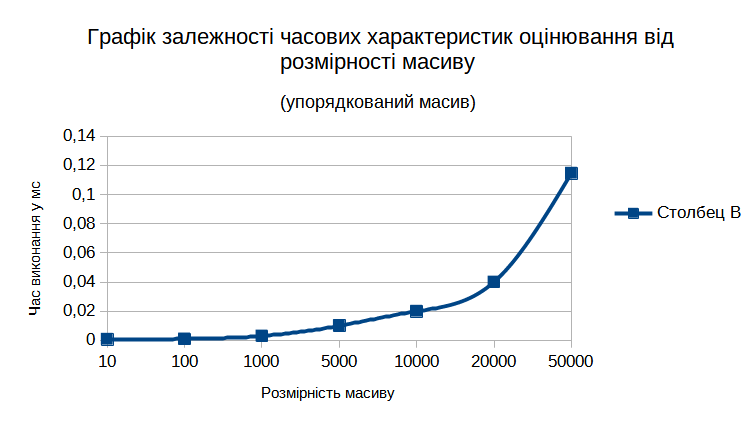 Графік залежності часових характеристик оцінювання від
розмірності масиву
(упорядкований масив)
0,14
0,12
0,1
0,08
0,06
0,04
0,02
0
Час виконання у мс
10 100 1000 5000 10000 20000 50000
Розмірність масиву
Столбец B